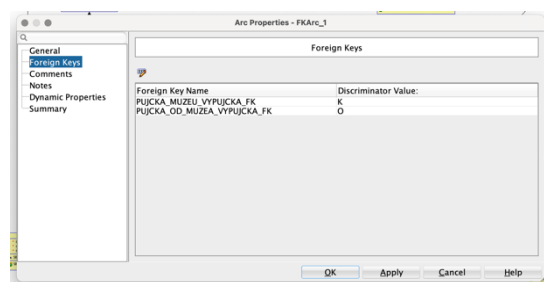 Arc Properties - FKArc_1
General
Foreign Keys
Comments
Notes
Dynamic Properties
Summary
Foreign Keys
Foreign Key Name Discriminator Value:
PUJCKA_MUZEU_VYPUJCKA_FK K
PUJCKA_OD_MUZEA_VYPUJCKA_FK O
OK Apply Cancel Help